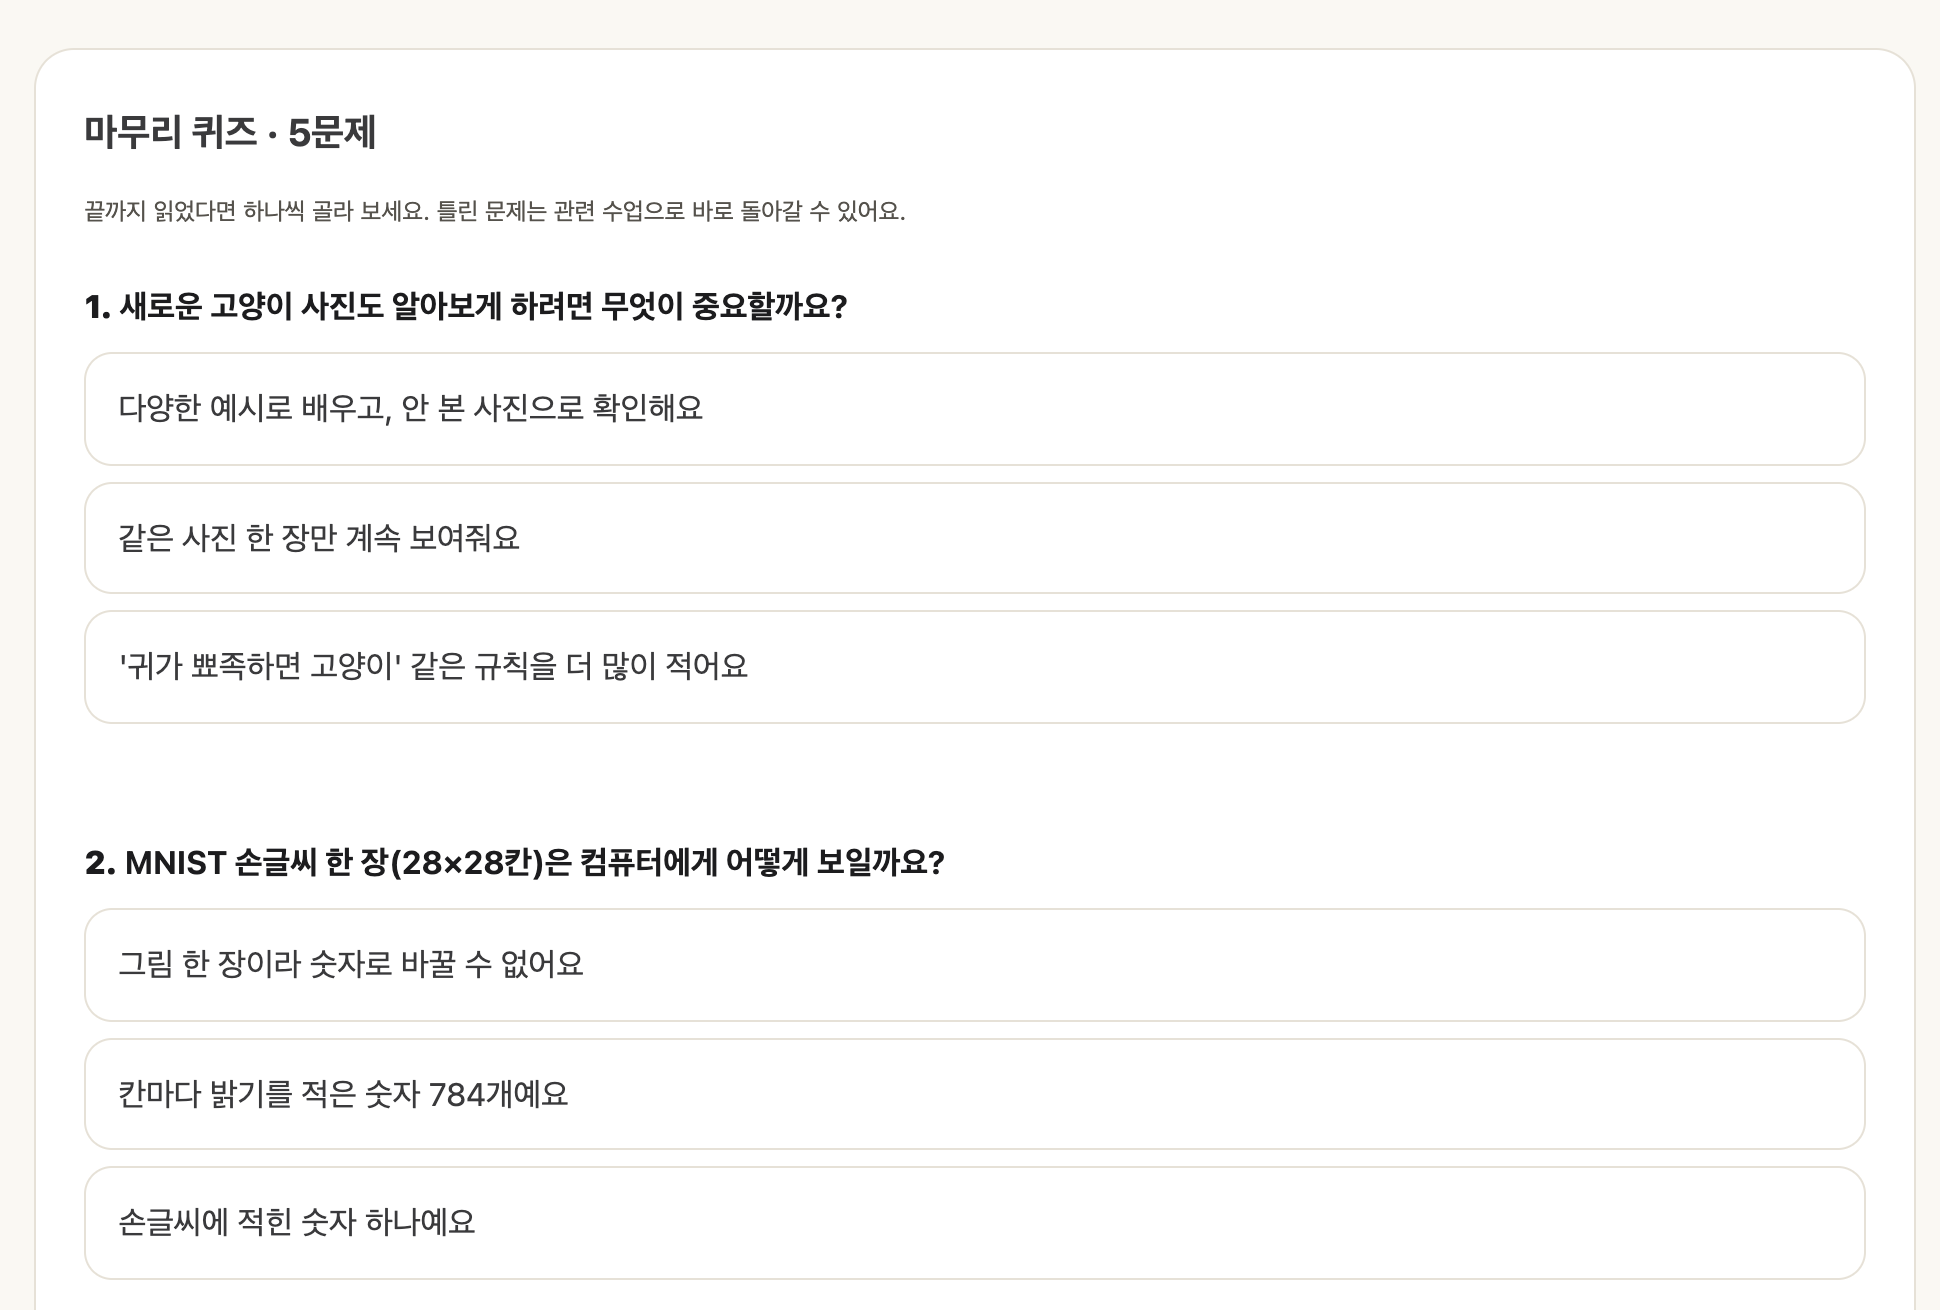 마무리 퀴즈 · 5문제
끝까지 읽었다면 하나씩 골라 보세요. 틀린 문제는 관련 수업으로 바로 돌아갈 수 있어요.
1. 새로운 고양이 사진도 알아보게 하려면 무엇이 중요할까요?
다양한 예시로 배우고, 안 본 사진으로 확인해요
같은 사진 한 장만 계속 보여줘요
'귀가 뾰족하면 고양이' 같은 규칙을 더 많이 적어요
2. MNIST 손글씨 한 장(28×28칸)은 컴퓨터에게 어떻게 보일까요?
그림 한 장이라 숫자로 바꿀 수 없어요
칸마다 밝기를 적은 숫자 784개예요
손글씨에 적힌 숫자 하나예요